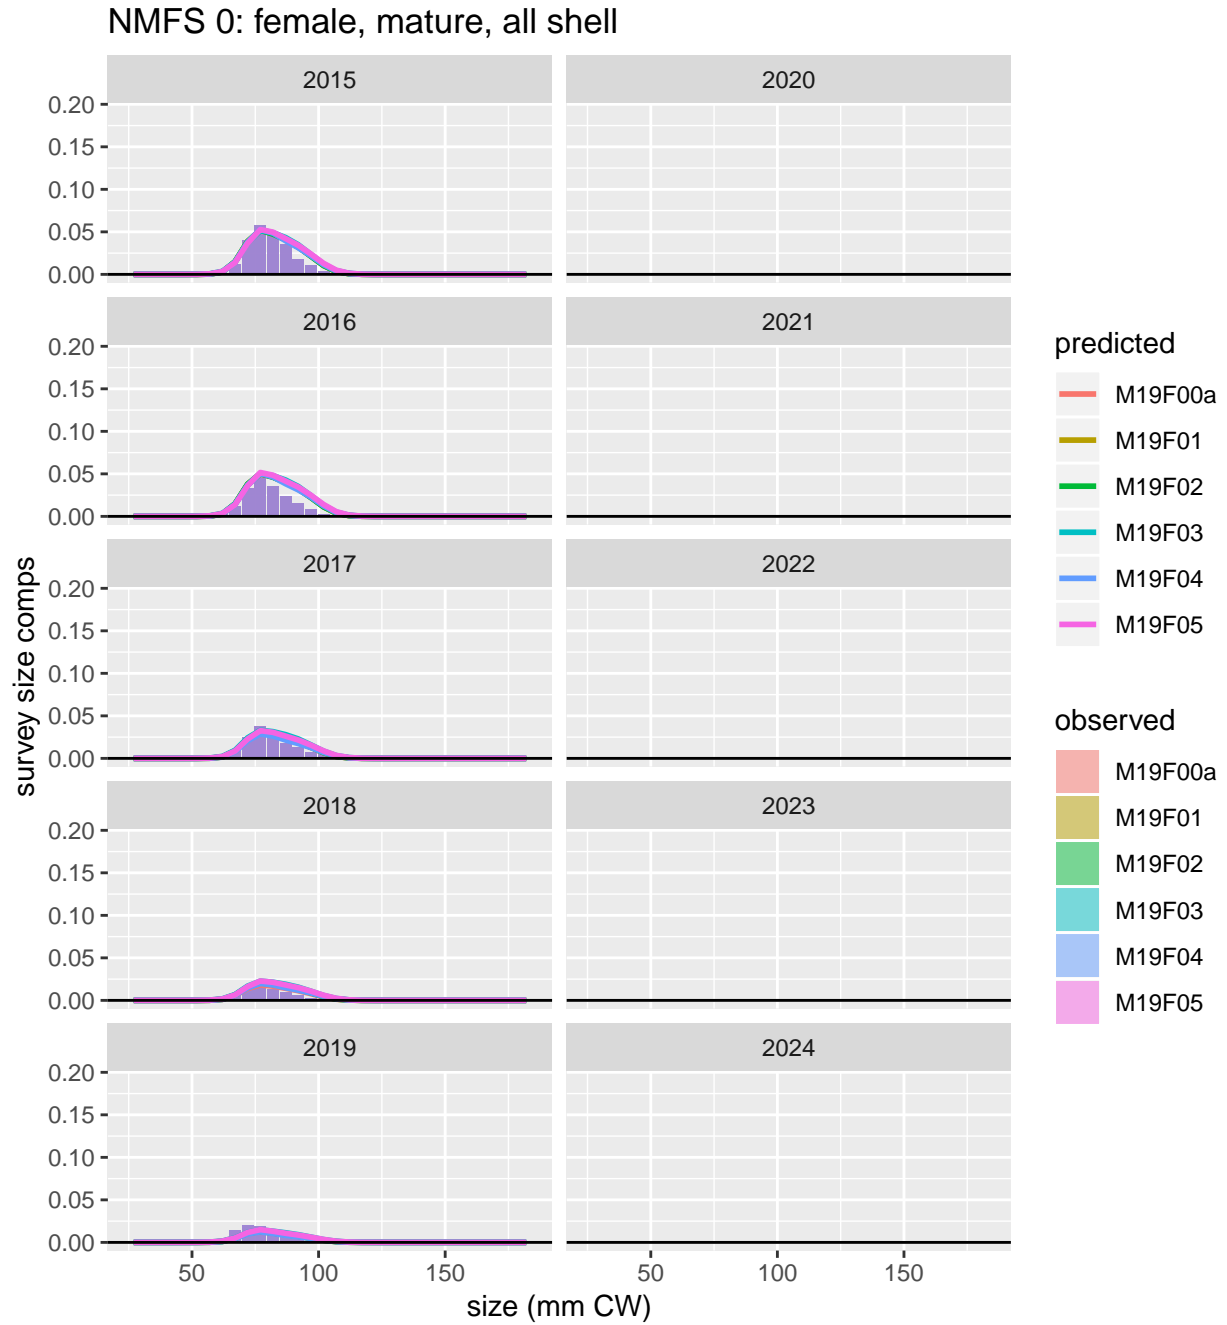 NMFS 0: female, mature, all shell
2015
2020
0.20
0.15
0.10
0.05
0.00
2016
2021
0.20
0.15
0.10
0.05
0.00
2017
2022
0.20
0.15
0.10
0.05
0.00
2018
2023
0.20
0.15
0.10
0.05
0.00
2019
2024
0.20
0.15
0.10
0.05
0.00
50 100 150
50 100 150
size (mm CW)
survey size comps
predicted
M19F00a
M19F01
M19F02
M19F03
M19F04
M19F05
observed
M19F00a
M19F01
M19F02
M19F03
M19F04
M19F05